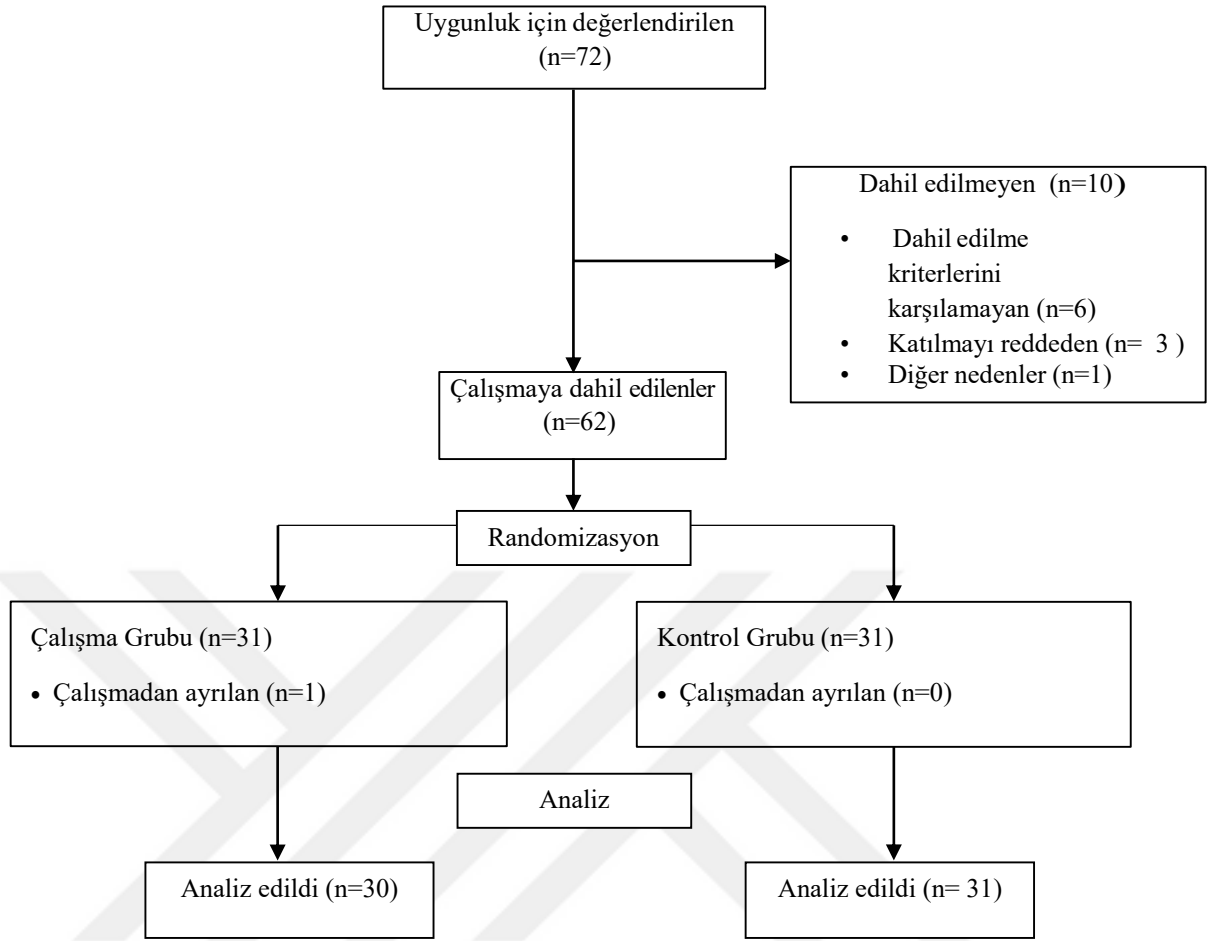 Uygunluk için değerlendirilen
(n=72)
Dahil edilmeyen (n=10)
• Dahil edilme
kriterlerini
karşılamayan (n=6)
• Katılmayı reddeden (n= 3 )
• Diğer nedenler (n=1)
Çalışmaya dahil edilenler
(n=62)
Randomizasyon
Çalışma Grubu (n=31)
• Çalışmadan ayrılan (n=1)
Kontrol Grubu (n=31)
• Çalışmadan ayrılan (n=0)
Analiz
Analiz edildi (n=30)
Analiz edildi (n= 31)